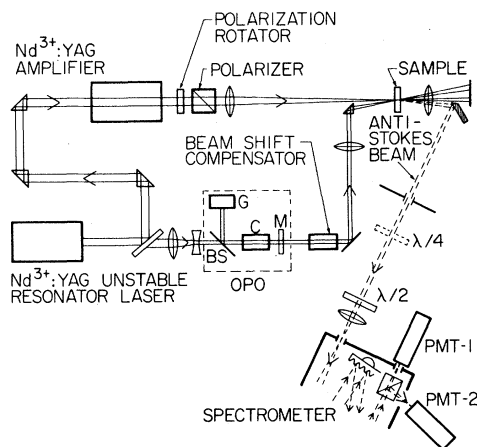 POLARIZATION
ROTATOR
Nd³⁺:YAG
AMPLIFIER
POLARIZER
SAMPLE
ANTI-
STOKES
BEAM
BEAM SHIFT
COMPENSATOR
G
C
M
BS
OPO
λ/4
Nd³⁺:YAG UNSTABLE
RESONATOR LASER
λ/2
PMT-1
SPECTROMETER
PMT-2